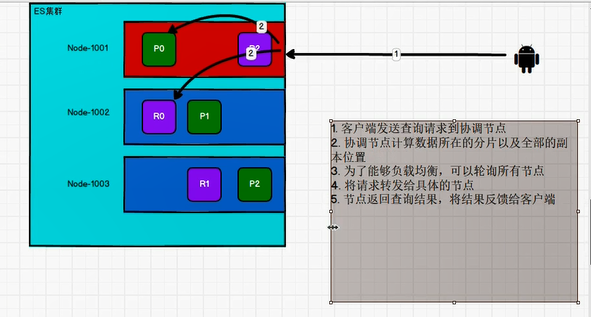 ES集群
Node-1001
P0
R2
2
2
1
Node-1002
R0
P1
Node-1003
R1
P2
1. 客户端发送查询请求到协调节点
2. 协调节点计算数据所在的分片以及全部的副
本位置
3. 为了能够负载均衡，可以轮询所有节点
4. 将请求转发给具体的节点
5. 节点返回查询结果，将结果反馈给客户端